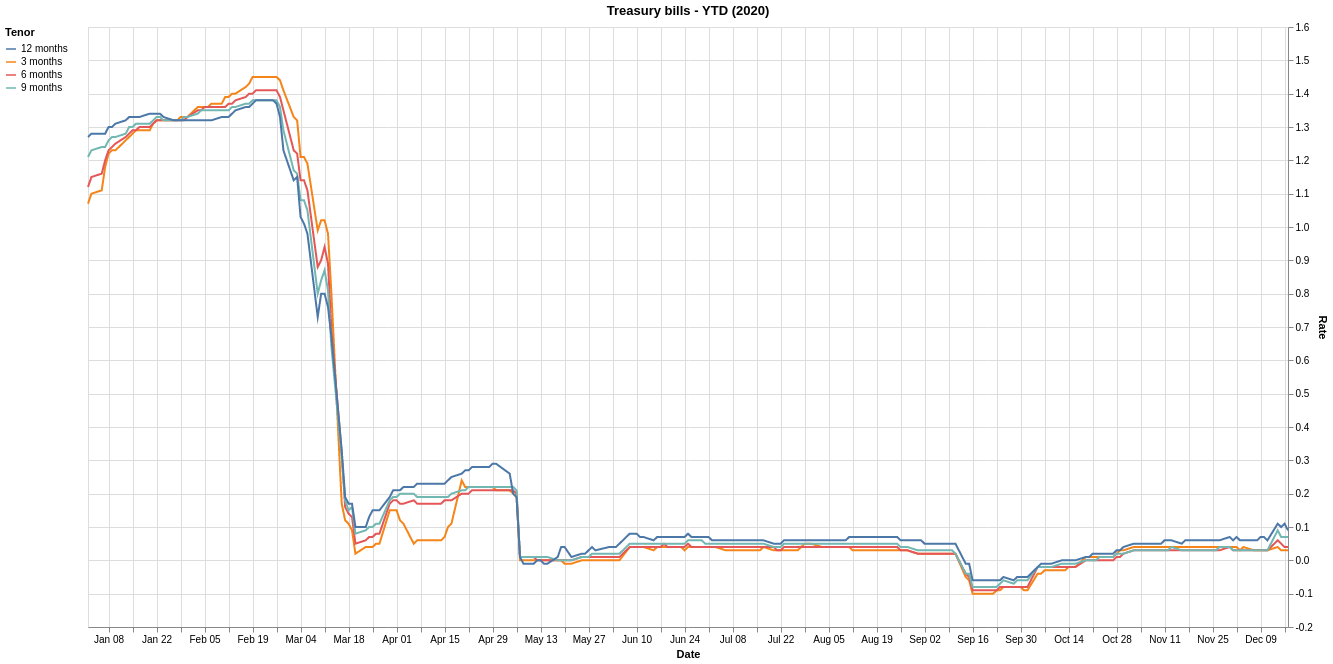 Treasury bills - YTD (2020)
Tenor
12 months
3 months
6 months
9 months
1.6
1.5
1.4
1.3
1.2
1.1
1.0
0.9
0.8
0.7
0.6
0.5
0.4
0.3
0.2
0.1
0.0
-0.1
-0.2
Rate
Jan 08 Jan 22 Feb 05 Feb 19 Mar 04 Mar 18 Apr 01 Apr 15 Apr 29 May 13 May 27 Jun 10 Jun 24 Jul 08 Jul 22 Aug 05 Aug 19 Sep 02 Sep 16 Sep 30 Oct 14 Oct 28 Nov 11 Nov 25 Dec 09
Date